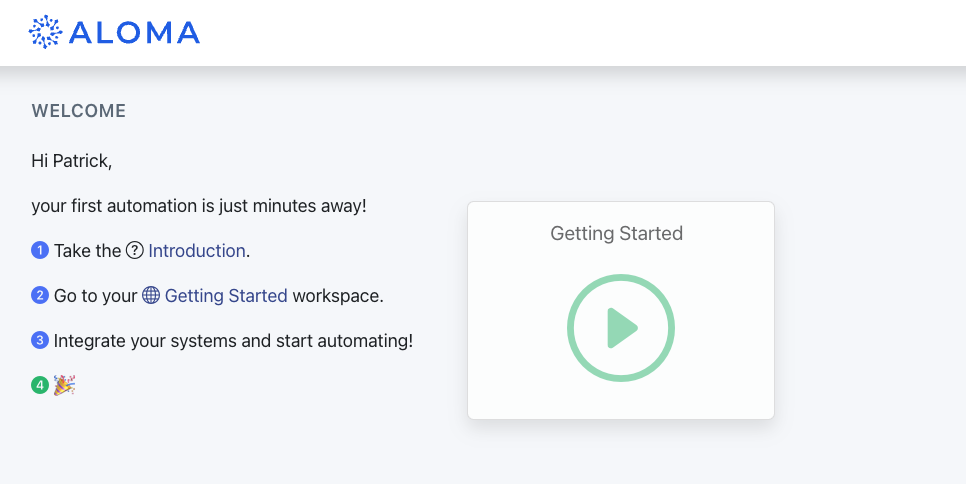 ALOMA
WELCOME
Hi Patrick,
your first automation is just minutes away!
1 Take the ? Introduction.
2 Go to your Getting Started workspace.
3 Integrate your systems and start automating!
4 🎉
Getting Started